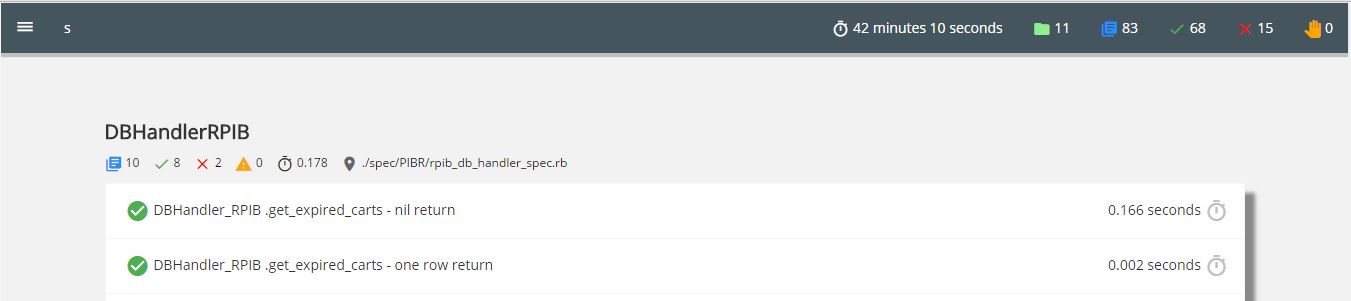 s 42 minutes 10 seconds 11 83 68 15 0
DBHandlerRPIB
10 8 2 0 0.178 ./spec/PIBR/rpib_db_handler_spec.rb
DBHandler_RPIB .get_expired_carts - nil return 0.166 seconds
DBHandler_RPIB .get_expired_carts - one row return 0.002 seconds